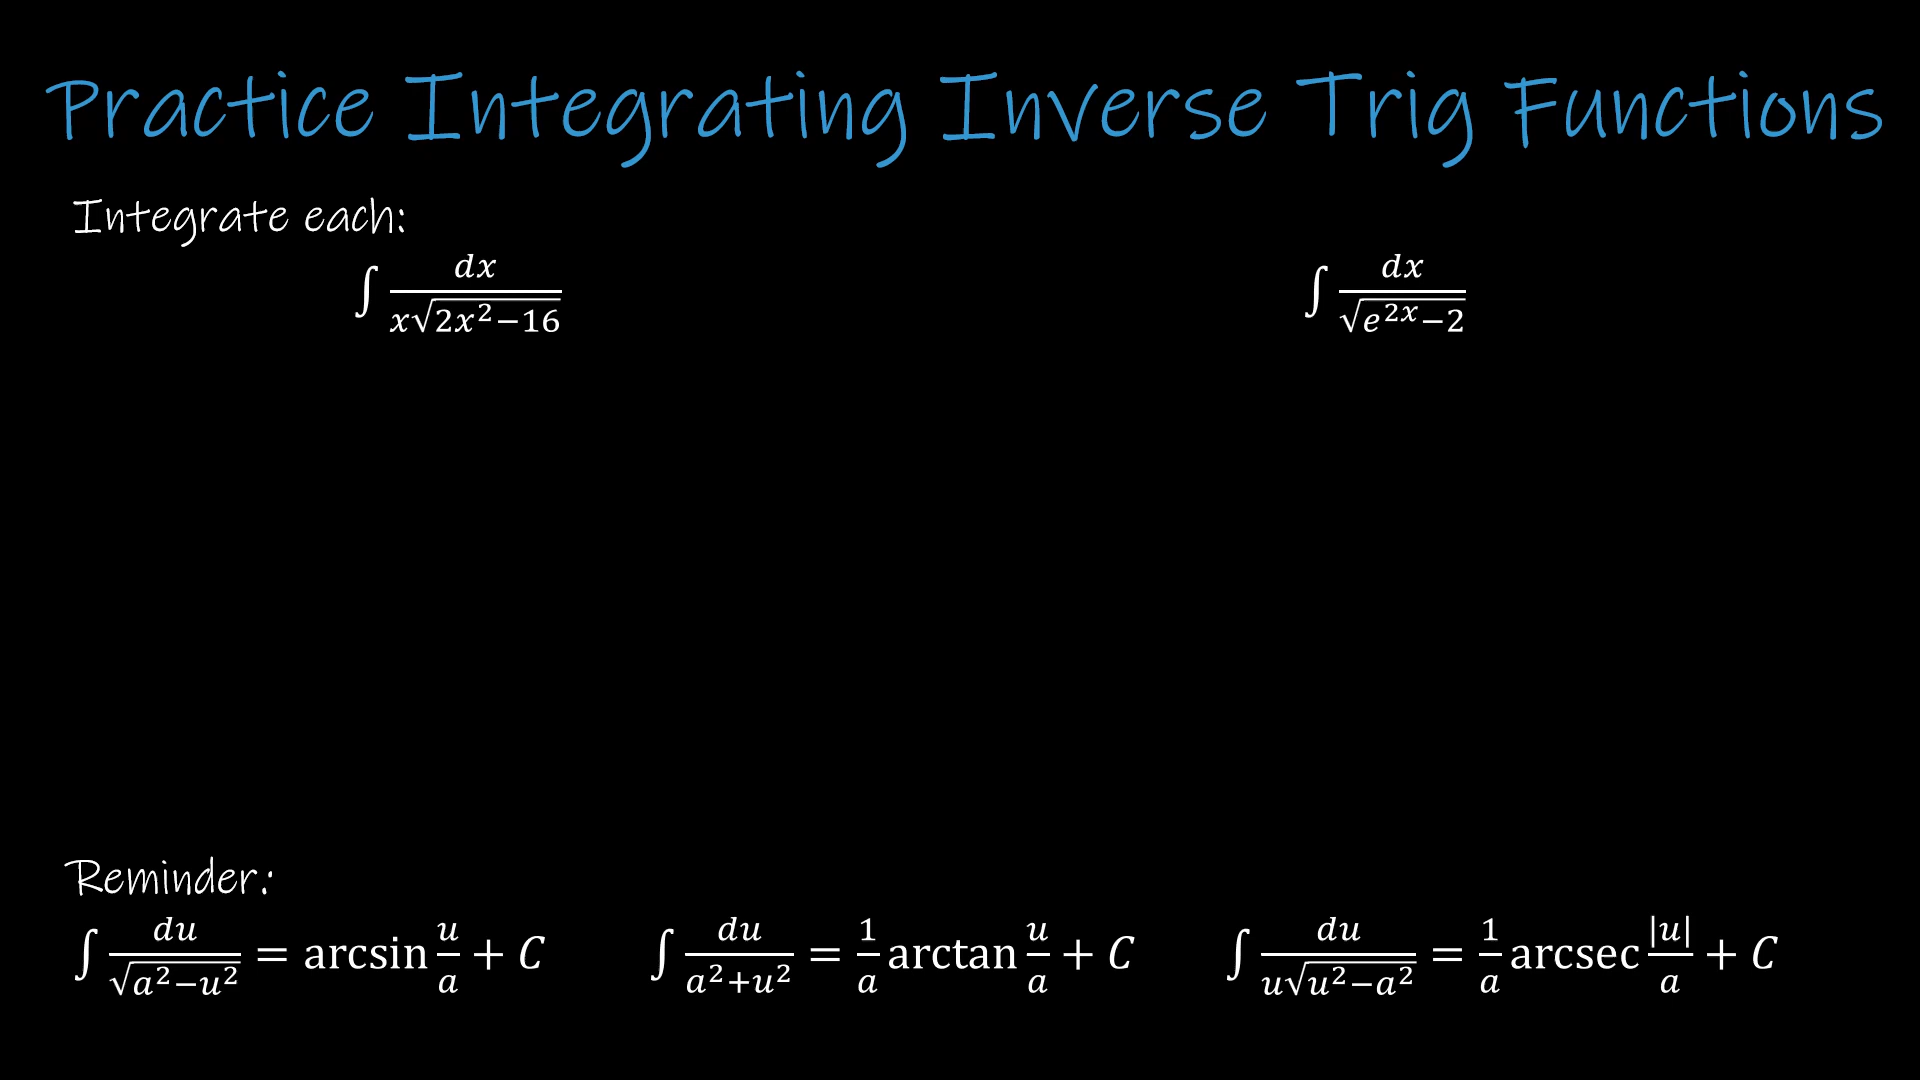 Practice Integrating Inverse Trig Functions
Integrate each:
∫ dx/(x√(2x²−16))    ∫ dx/√(e²ˣ−2)
Reminder:
∫ du/√(a²−u²) = arcsin u/a + C    ∫ du/(a²+u²) = 1/a arctan u/a + C    ∫ du/(u√(u²−a²)) = 1/a arcsec |u|/a + C